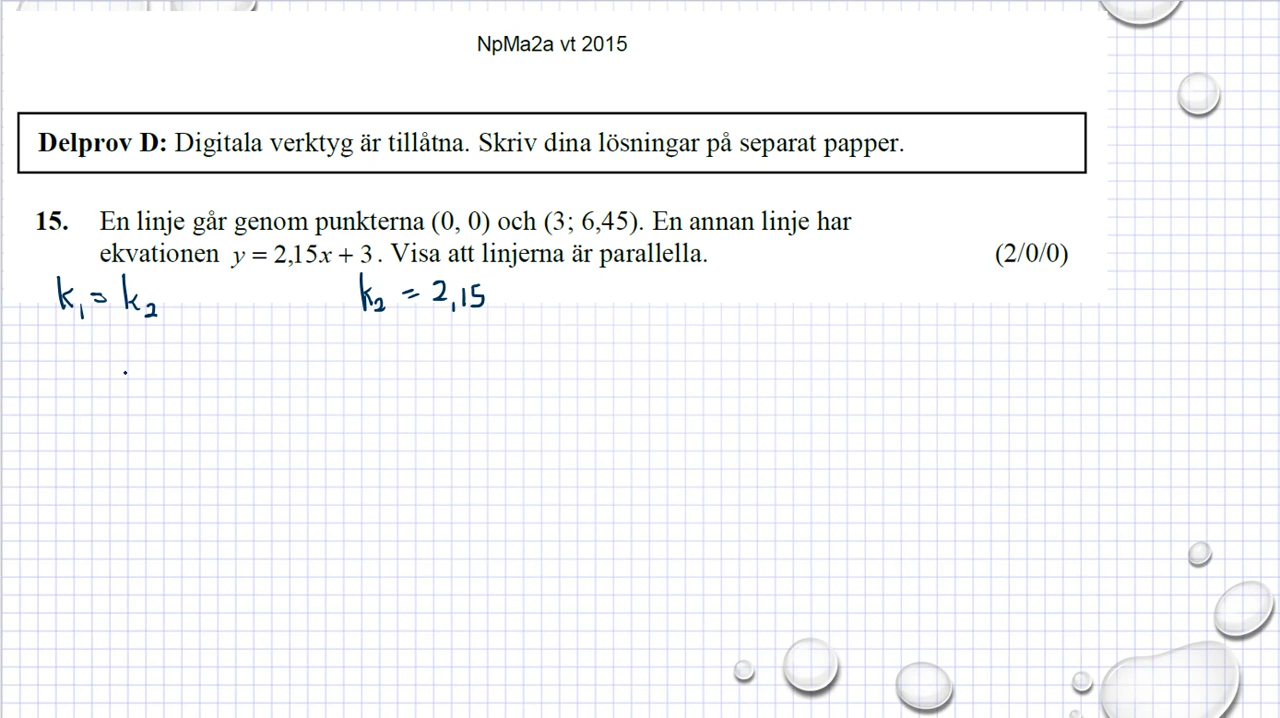 NpMa2a vt 2015
Delprov D: Digitala verktyg är tillåtna. Skriv dina lösningar på separat papper.
15. En linje går genom punkterna (0, 0) och (3; 6,45). En annan linje har
ekvationen y = 2,15x + 3. Visa att linjerna är parallella. (2/0/0)
k₁ = k₂ k₂ = 2,15